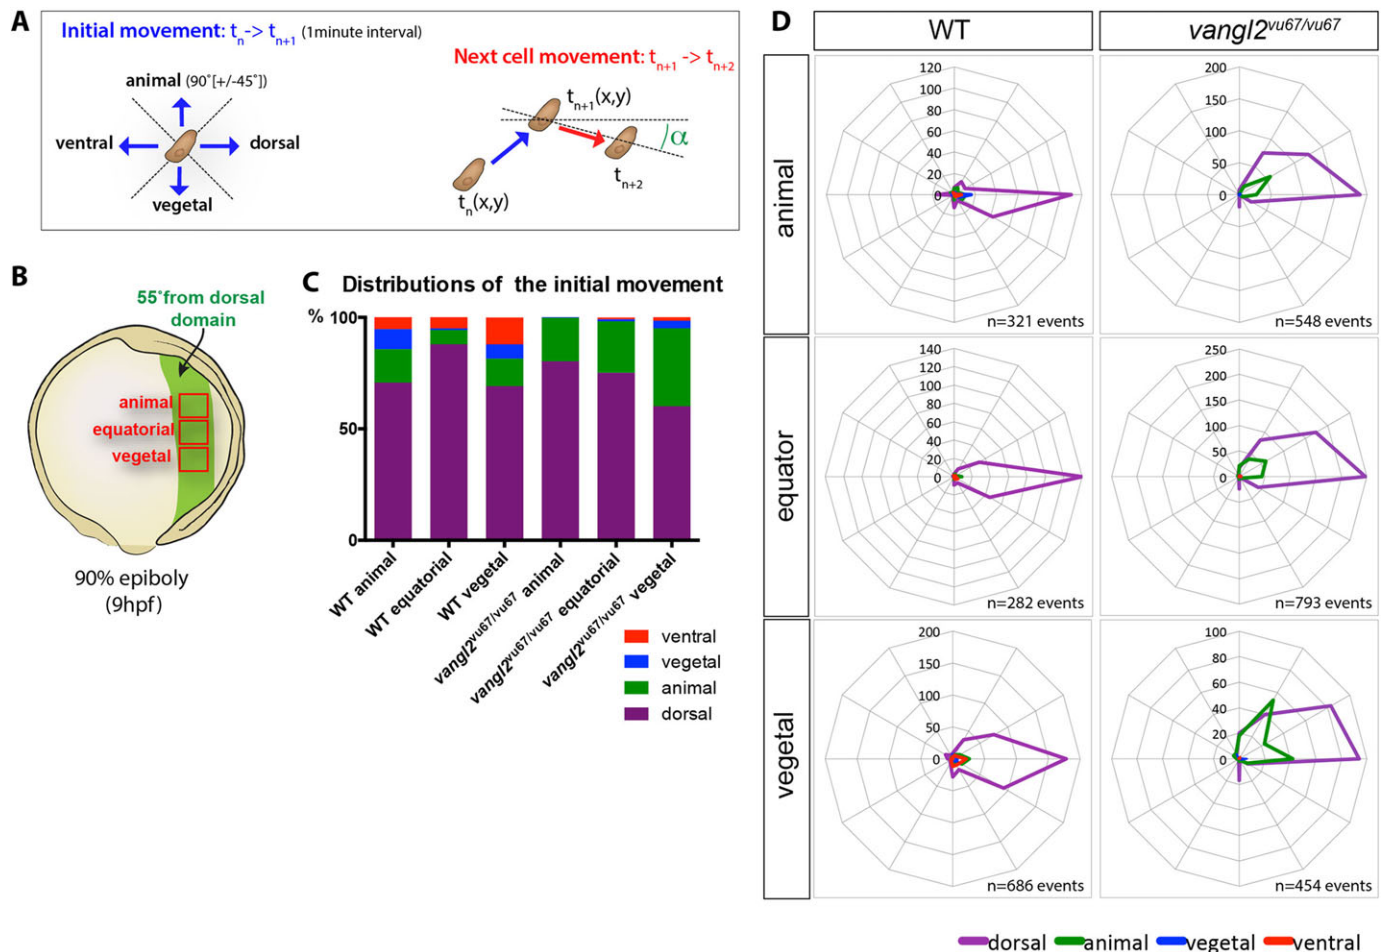 A
Initial movement: tn-> tn+1 (1minute interval)
animal (90˚[+/-45˚])
ventral
dorsal
vegetal
Next cell movement: tn+1 -> tn+2
tn+1(x,y)
α
tn+2
tn(x,y)
B
55˚from dorsal
domain
animal
equatorial
vegetal
90% epiboly
(9hpf)
C
Distributions of the initial movement
%
100
50
0
WT animal
WT equatorial
WT vegetal
vangl2vu67/vu67 animal
vangl2vu67/vu67 equatorial
vangl2vu67/vu67 vegetal
ventral
vegetal
animal
dorsal
D
WT
vangl2vu67/vu67
animal
120
100
80
60
40
20
0
n=321 events
200
150
100
50
0
n=548 events
equator
140
120
100
80
60
40
20
0
n=282 events
250
200
150
100
50
0
n=793 events
vegetal
200
150
100
50
0
n=686 events
100
80
60
40
20
0
n=454 events
dorsal animal vegetal ventral